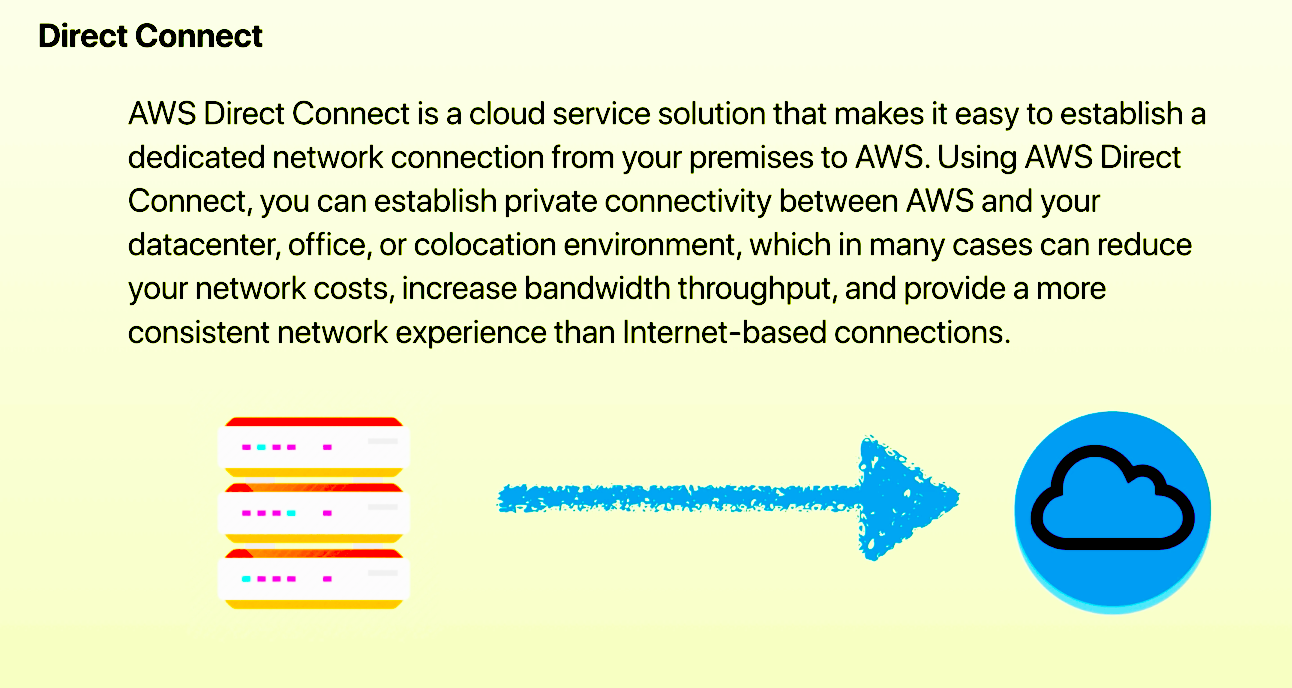 Direct Connect
AWS Direct Connect is a cloud service solution that makes it easy to establish a
dedicated network connection from your premises to AWS. Using AWS Direct
Connect, you can establish private connectivity between AWS and your
datacenter, office, or colocation environment, which in many cases can reduce
your network costs, increase bandwidth throughput, and provide a more
consistent network experience than Internet-based connections.